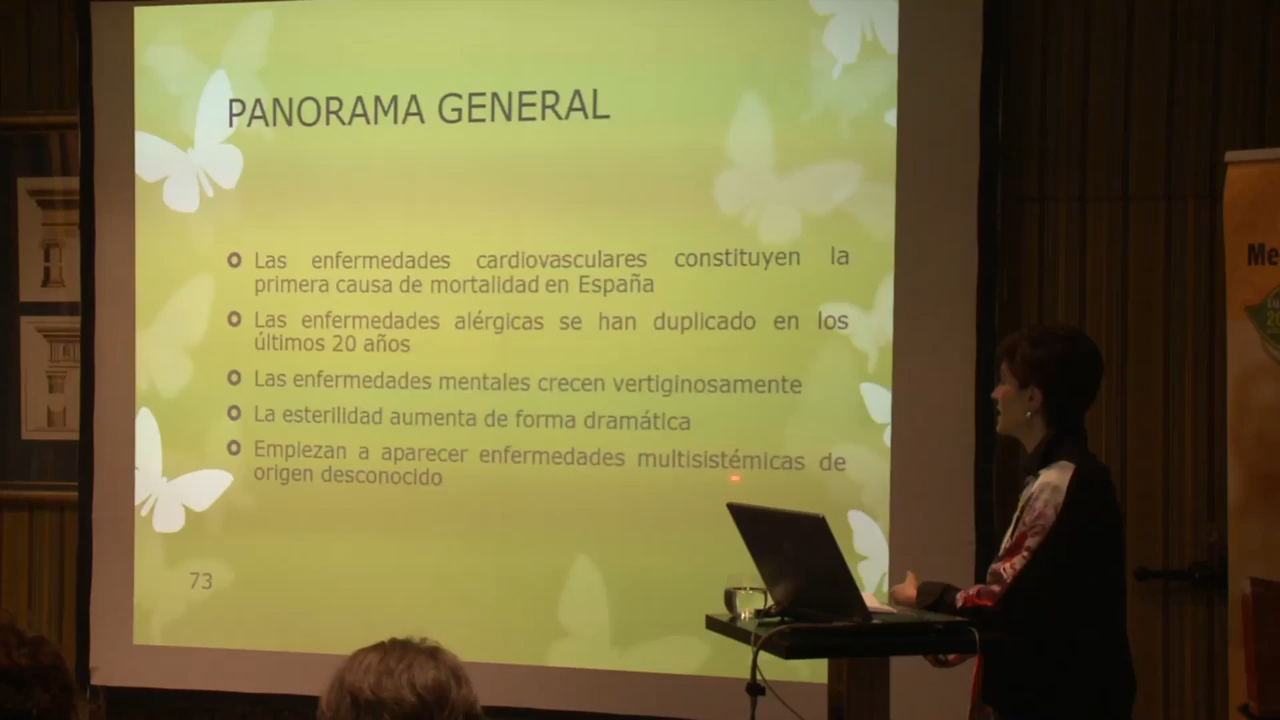 PANORAMA GENERAL
Las enfermedades cardiovasculares constituyen la
primera causa de mortalidad en España
Las enfermedades alérgicas se han duplicado en los
últimos 20 años
Las enfermedades mentales crecen vertiginosamente
La esterilidad aumenta de forma dramática
Empiezan a aparecer enfermedades multisistémicas de
origen desconocido
73
Me